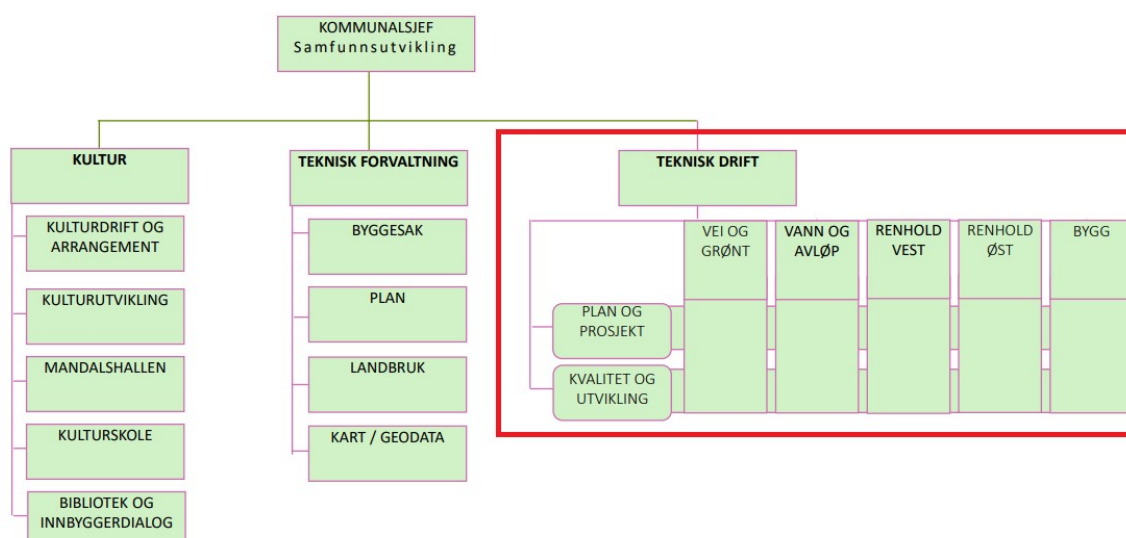 KOMMUNALSJEF
Samfunnsutvikling
KULTUR
KULTURDRIFT OG
ARRANGEMENT
KULTURUTVIKLING
MANDALSHALLEN
KULTURSKOLE
BIBLIOTEK OG
INNBYGGERDIALOG
TEKNISK FORVALTNING
BYGGESAK
PLAN
LANDBRUK
KART / GEODATA
TEKNISK DRIFT
VEI OG
GRØNT
VANN OG
AVLØP
RENHOLD
VEST
RENHOLD
ØST
BYGG
PLAN OG
PROSJEKT
KVALITET OG
UTVIKLING